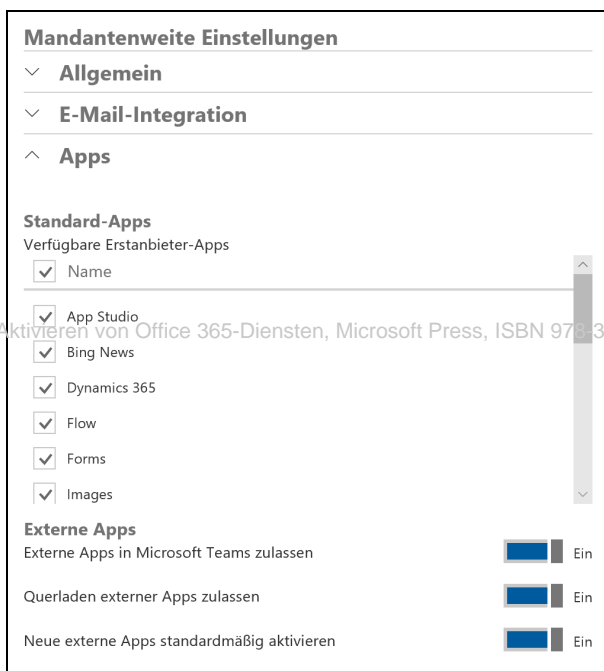 Mandantenweite Einstellungen
Allgemein
E-Mail-Integration
Apps
Standard-Apps
Verfügbare Erstanbieter-Apps
Name
App Studio
Aktivieren von Office 365-Diensten, Microsoft Press, ISBN 978-3
Bing News
Dynamics 365
Flow
Forms
Images
Externe Apps
Externe Apps in Microsoft Teams zulassen Ein
Querladen externer Apps zulassen Ein
Neue externe Apps standardmäßig aktivieren Ein